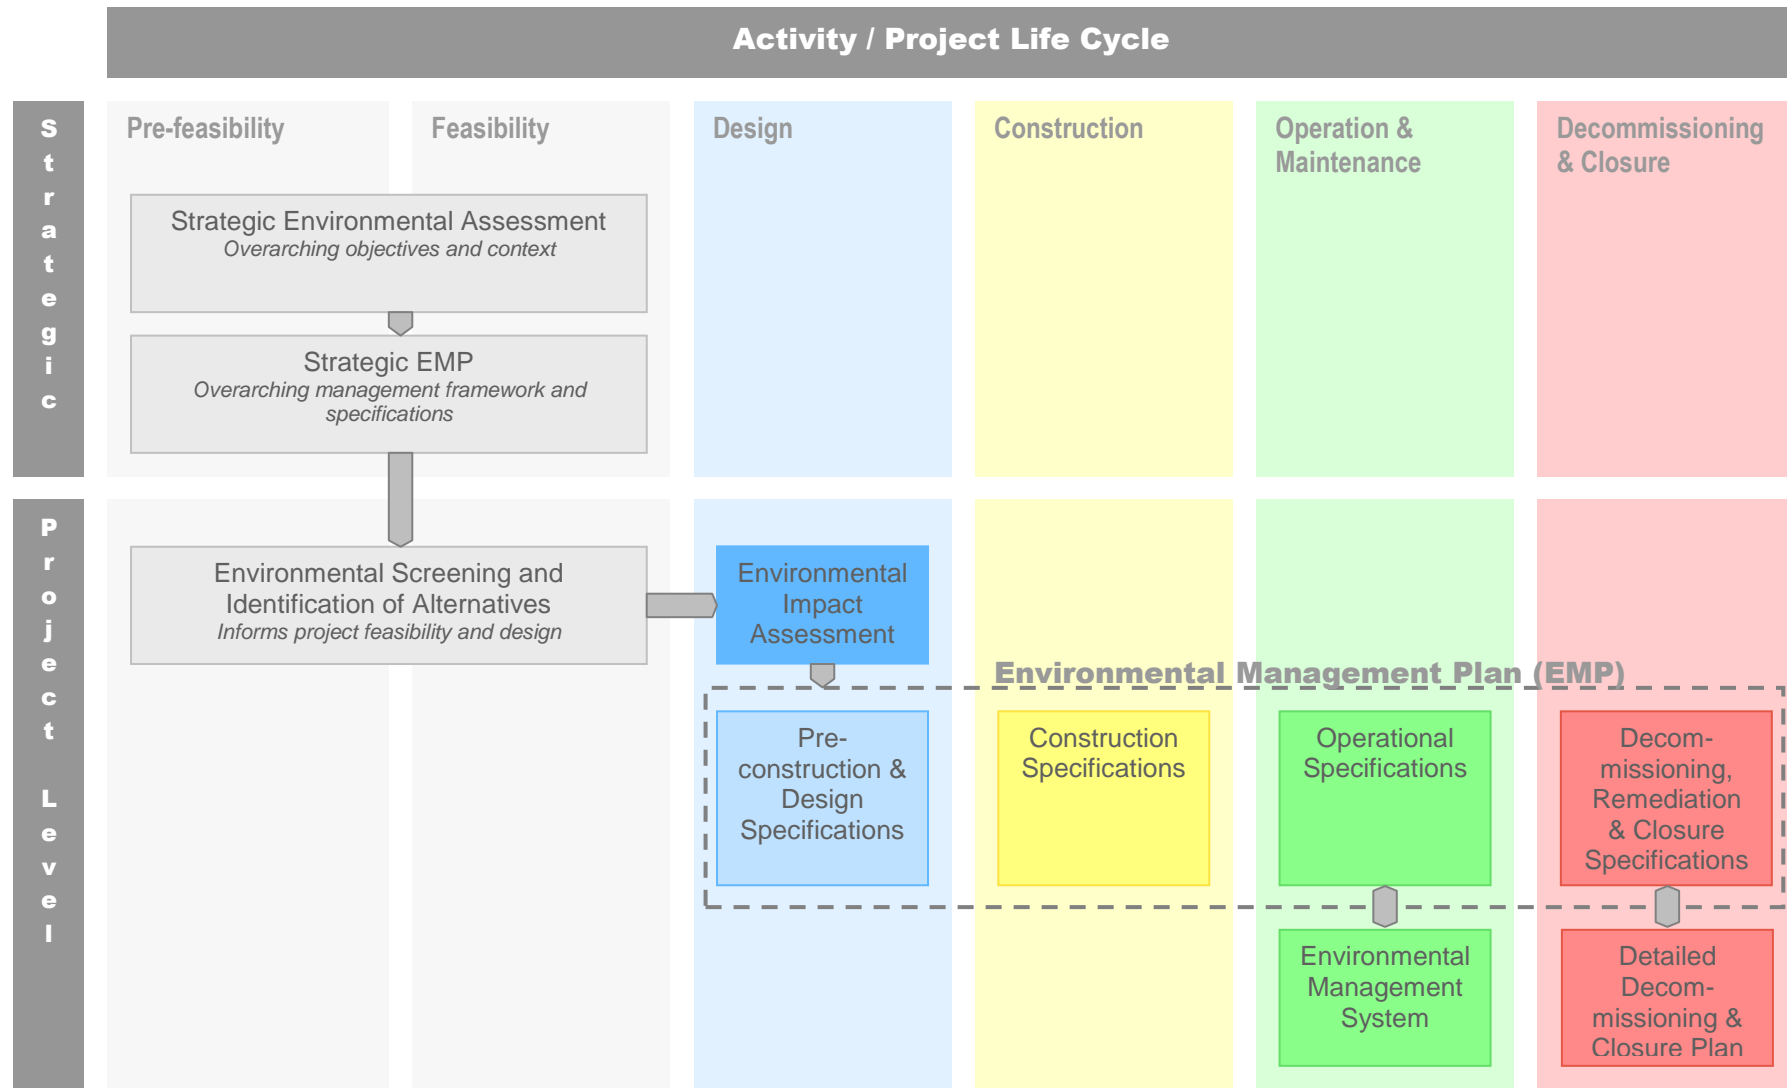 Activity / Project Life Cycle
Strategic
Pre-feasibility
Feasibility
Design
Construction
Operation &
Maintenance
Decommissioning
& Closure
Strategic Environmental Assessment
Overarching objectives and context
Strategic EMP
Overarching management framework and
specifications
Project Level
Environmental Screening and
Identification of Alternatives
Informs project feasibility and design
Environmental
Impact
Assessment
Environmental Management Plan (EMP)
Pre-
construction &
Design
Specifications
Construction
Specifications
Operational
Specifications
Decom-
missioning,
Remediation
& Closure
Specifications
Environmental
Management
System
Detailed
Decom-
missioning &
Closure Plan